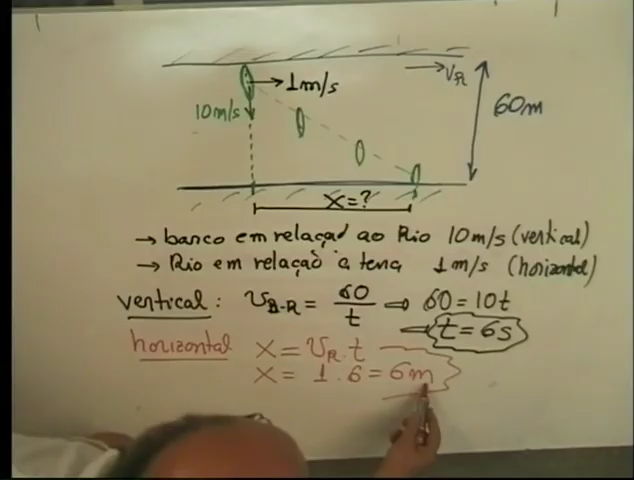 V_R
1m/s
10m/s
60m
x=?
→ barco em relação ao Rio 10m/s (vertical)
→ Rio em relação a terra 1m/s (horizontal)
vertical: V_B-R = 60/t ⇒ 60 = 10t
⇒ t = 6s
horizontal x = V_R . t
x = 1 . 6 = 6m